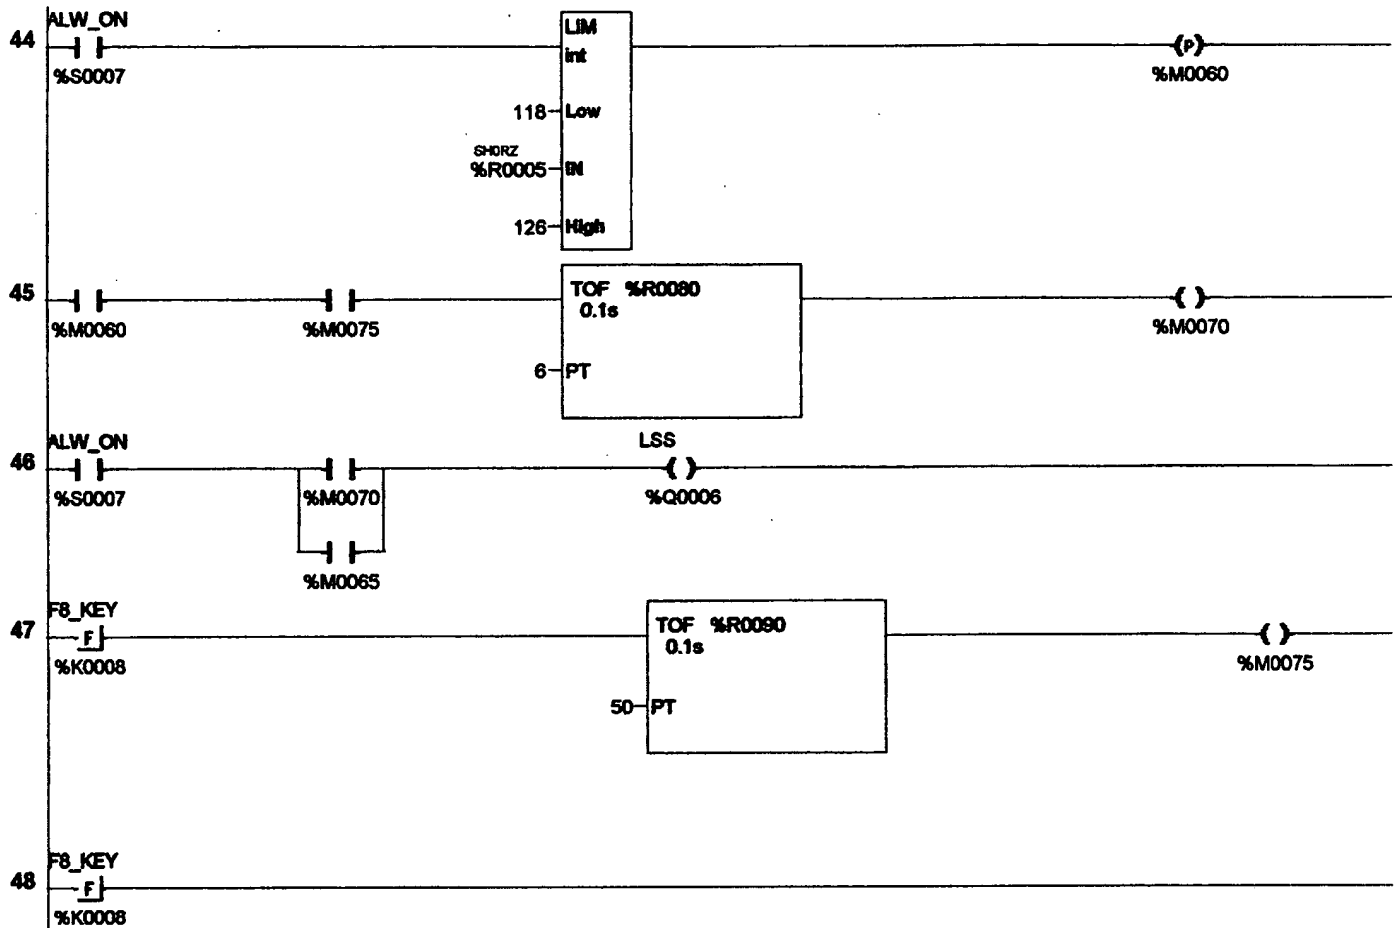 ALW_ON
44
%S0007
LIM
int
118 Low
SHORZ
%R0005 IN
126 High
(P)
%M0060
45
%M0060
%M0075
TOF %R0080
0.1s
6 PT
( )
%M0070
ALW_ON
46
%S0007
%M0070
%M0065
LSS
( )
%Q0006
F8_KEY
47
F
%K0008
TOF %R0090
0.1s
50 PT
( )
%M0075
F8_KEY
48
F
%K0008